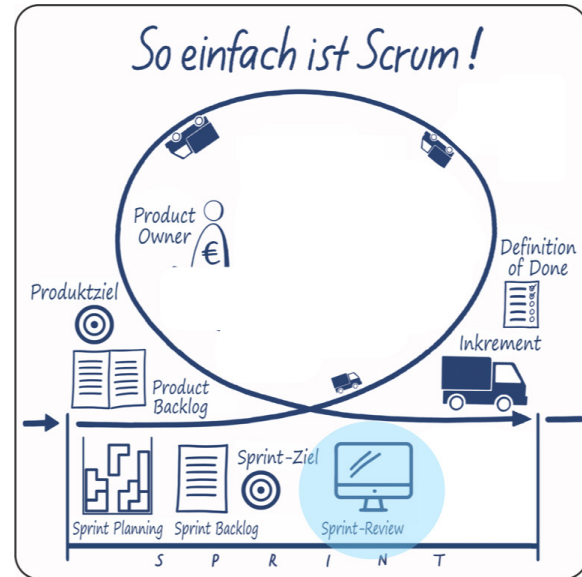 So einfach ist Scrum!
Product
Owner
€
Definition
of Done
Produktziel
Inkrement
Product
Backlog
Sprint-Ziel
Sprint Planning
Sprint Backlog
Sprint-Review
SPRINT